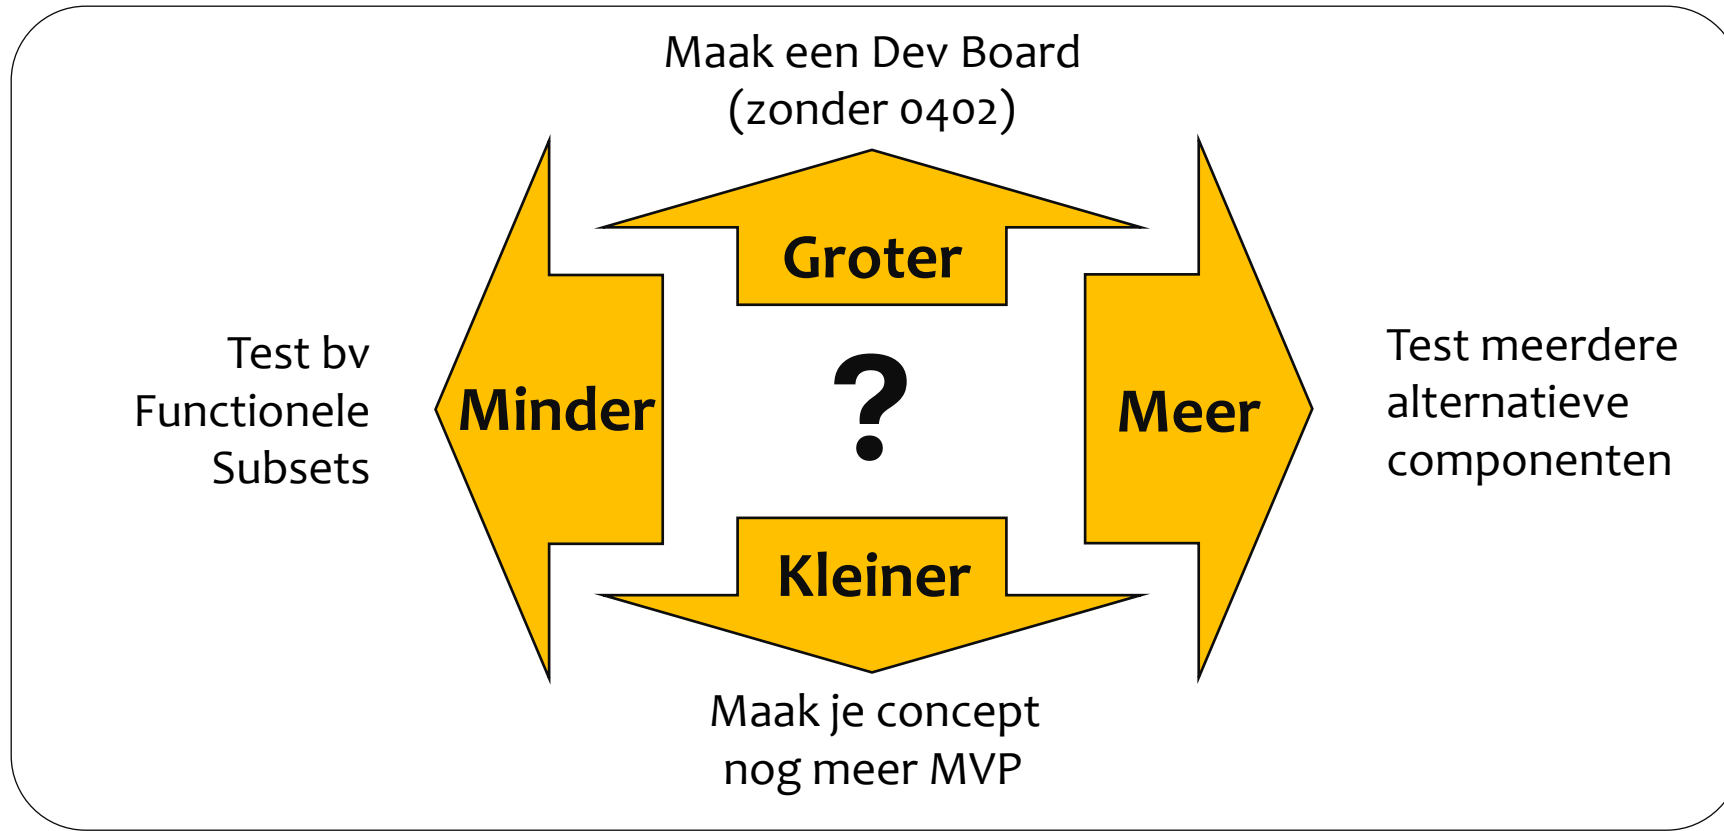 Maak een Dev Board
(zonder 0402)
Groter
Test bv
Functionele
Subsets
Minder
?
Meer
Test meerdere
alternatieve
componenten
Kleiner
Maak je concept
nog meer MVP